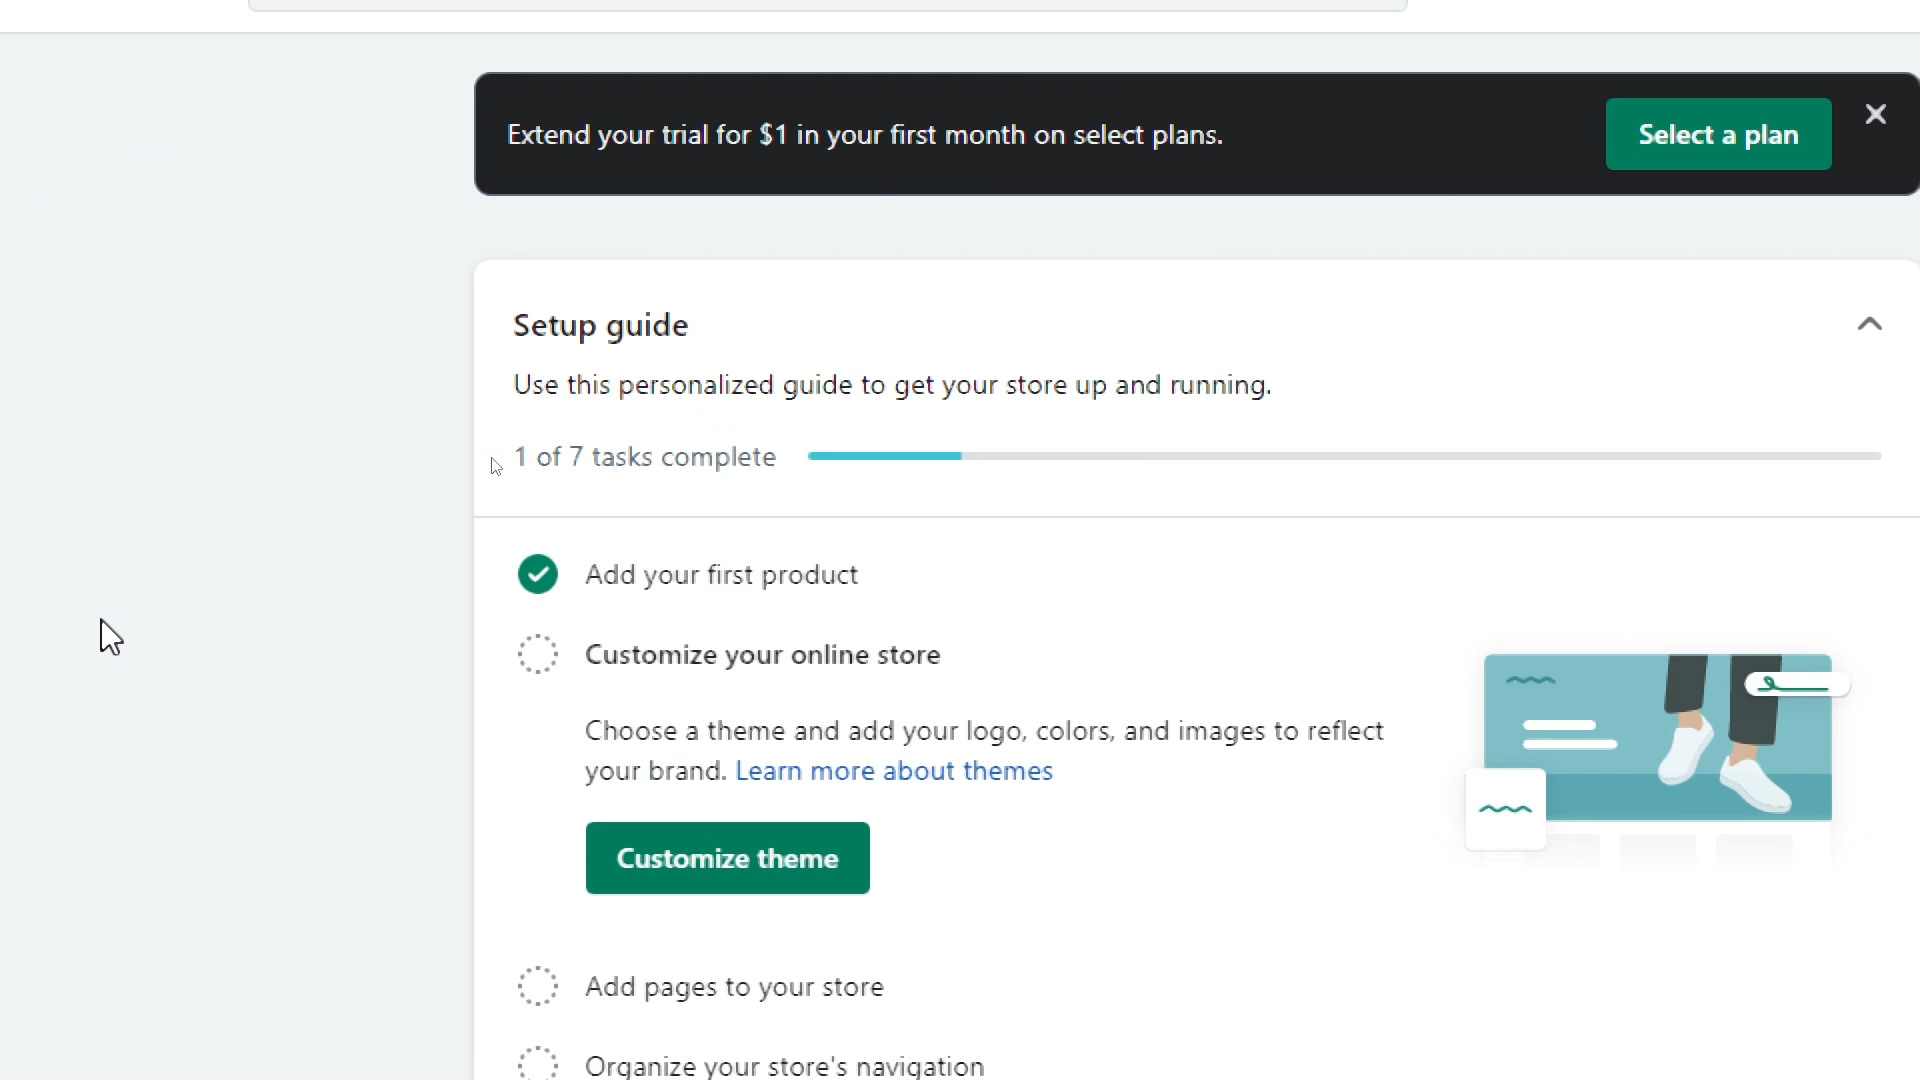 Extend your trial for $1 in your first month on select plans.
Select a plan
Setup guide
Use this personalized guide to get your store up and running.
1 of 7 tasks complete
Add your first product
Customize your online store
Choose a theme and add your logo, colors, and images to reflect
your brand. Learn more about themes
Customize theme
Add pages to your store
Organize your store's navigation